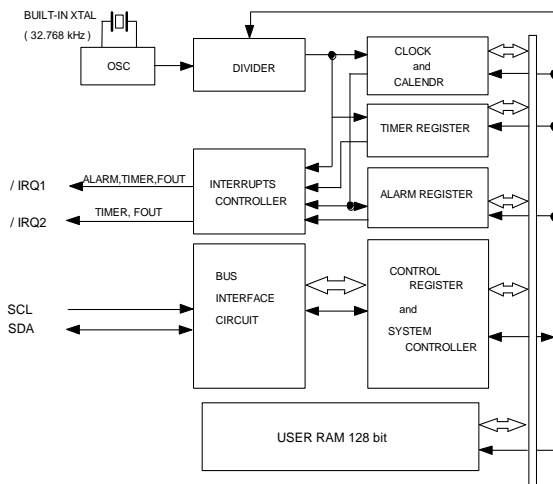 BUILT-IN XTAL
( 32.768 kHz)
OSC
DIVIDER
CLOCK
and
CALENDR
TIMER REGISTER
/ IRQ1
ALARM,TIMER,FOUT
INTERRUPTS
CONTROLLER
ALARM REGISTER
/ IRQ2
TIMER, FOUT
BUS
INTERFACE
CIRCUIT
CONTROL
REGISTER
and
SYSTEM
CONTROLLER
SCL
SDA
USER RAM 128 bit